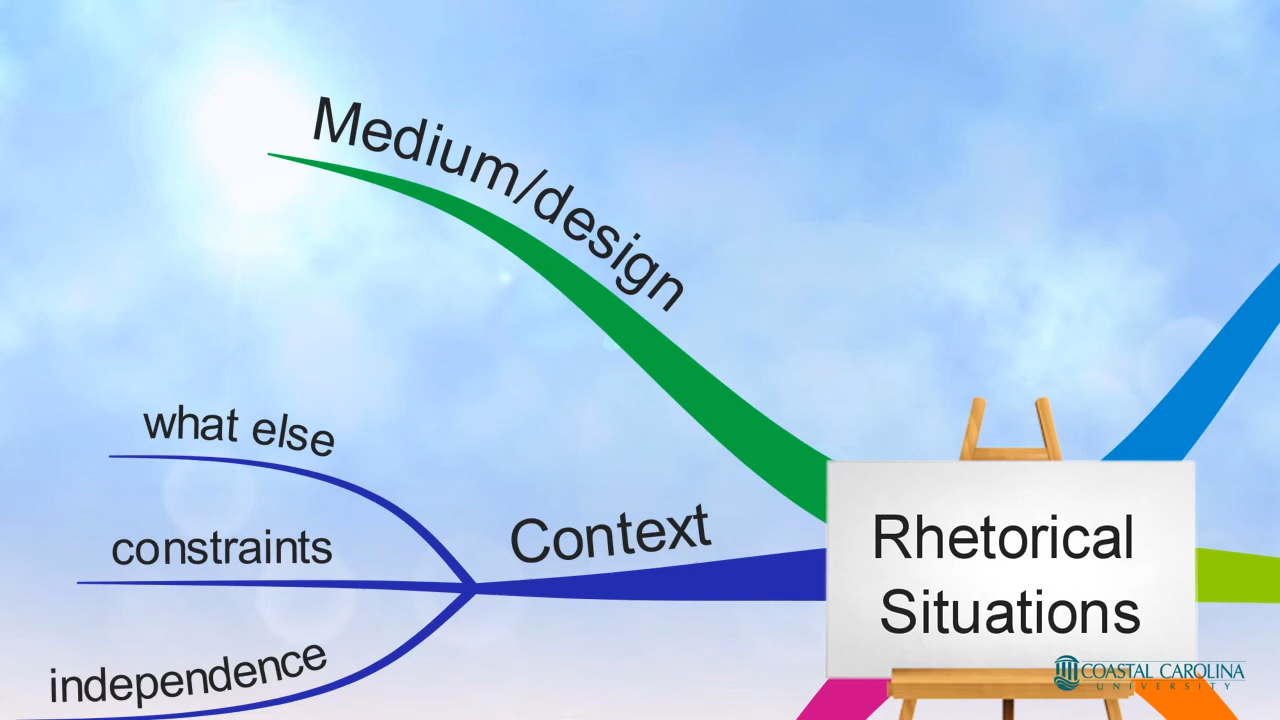 Medium/design
what else
constraints
independence
Context
Rhetorical
Situations
COASTAL CAROLINA
UNIVERSITY